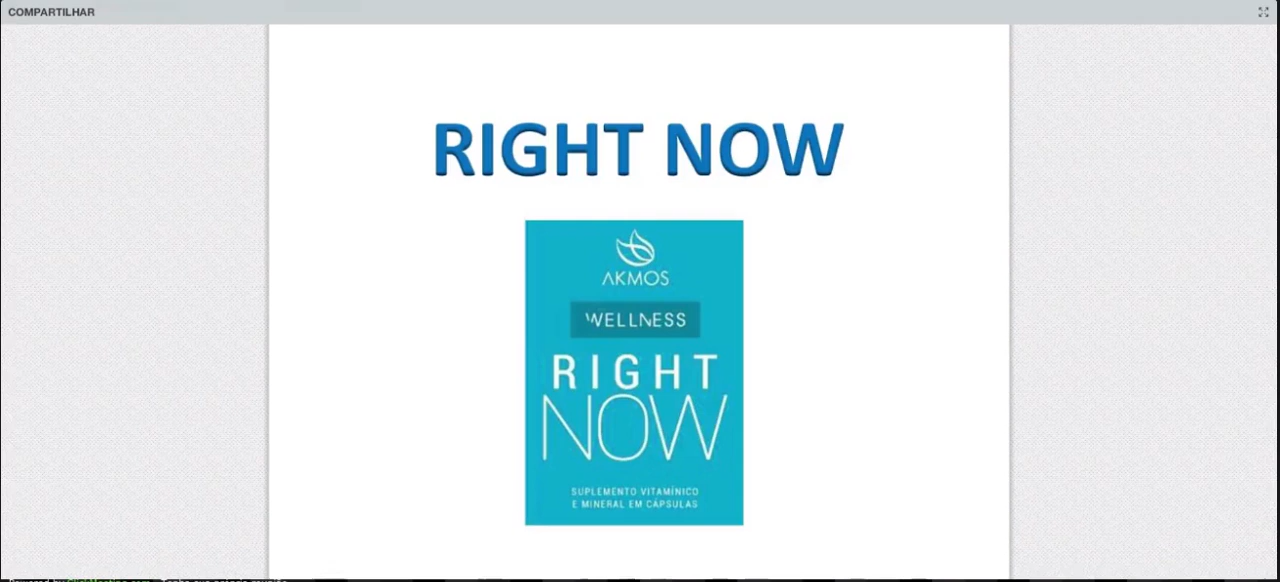 COMPARTILHAR
RIGHT NOW
AKMOS
WELLNESS
RIGHT
NOW
SUPLEMENTO VITAMÍNICO
E MINERAL EM CÁPSULAS